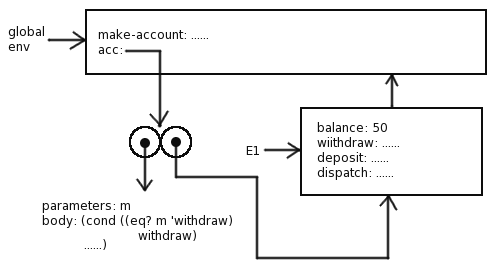 global
env
make-account: ......
acc:
E1
balance: 50
wiithdraw: ......
deposit: ......
dispatch: ......
parameters: m
body: (cond ((eq? m 'withdraw)
withdraw)
......)